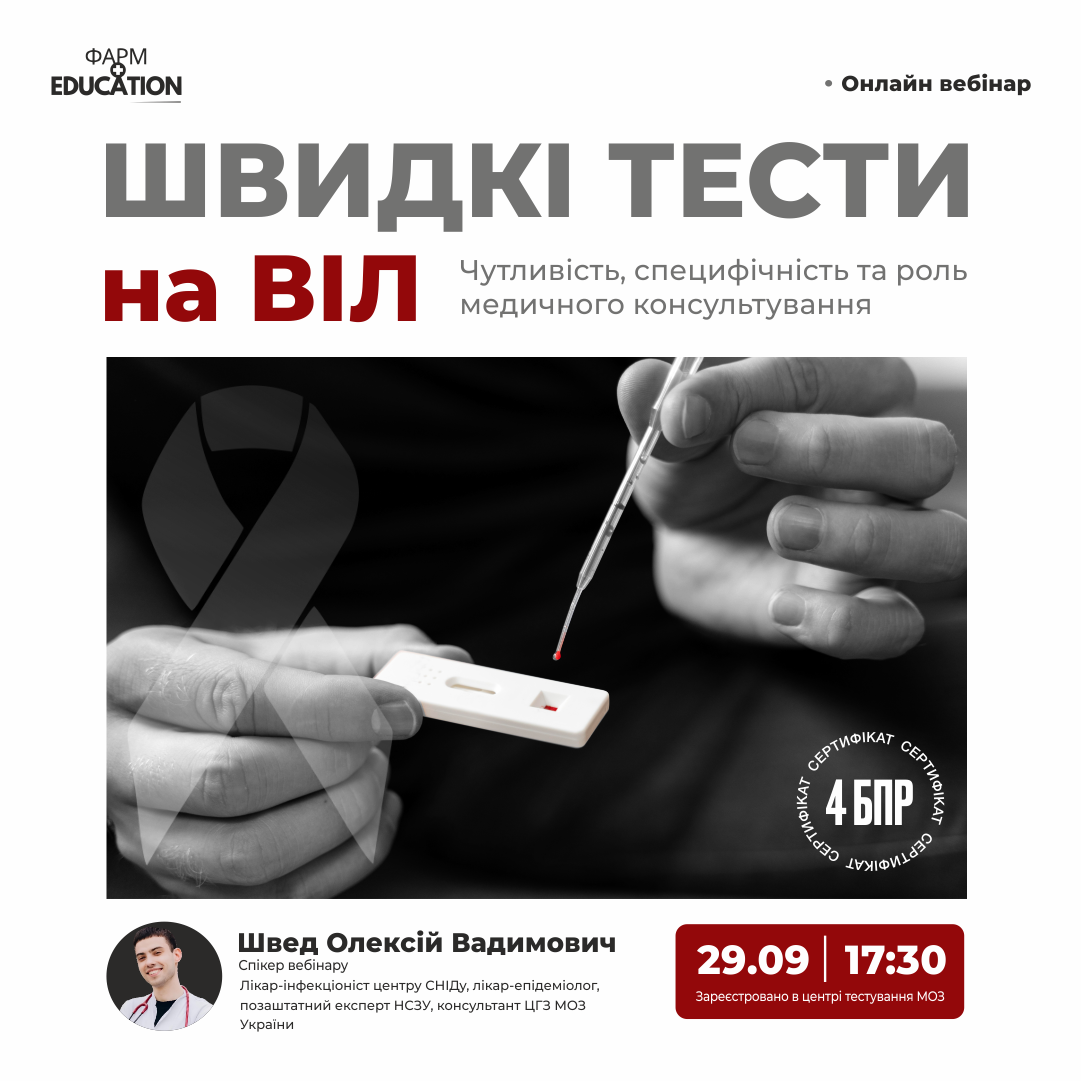 ФАРМ
EDUCATION
• Онлайн вебінар
ШВИДКІ ТЕСТИ
на ВІЛ
Чутливість, специфічність та роль
медичного консультування
СЕРТИФІКАТ СЕРТИФІКАТ СЕРТИФІКАТ СЕРТИФІКАТ
4 БПР
Швед Олексій Вадимович
Спікер вебінару
Лікар-інфекціоніст центру СНІДу, лікар-епідеміолог,
позаштатний експерт НСЗУ, консультант ЦГЗ МОЗ
України
29.09 | 17:30
Зареєстровано в центрі тестування МОЗ